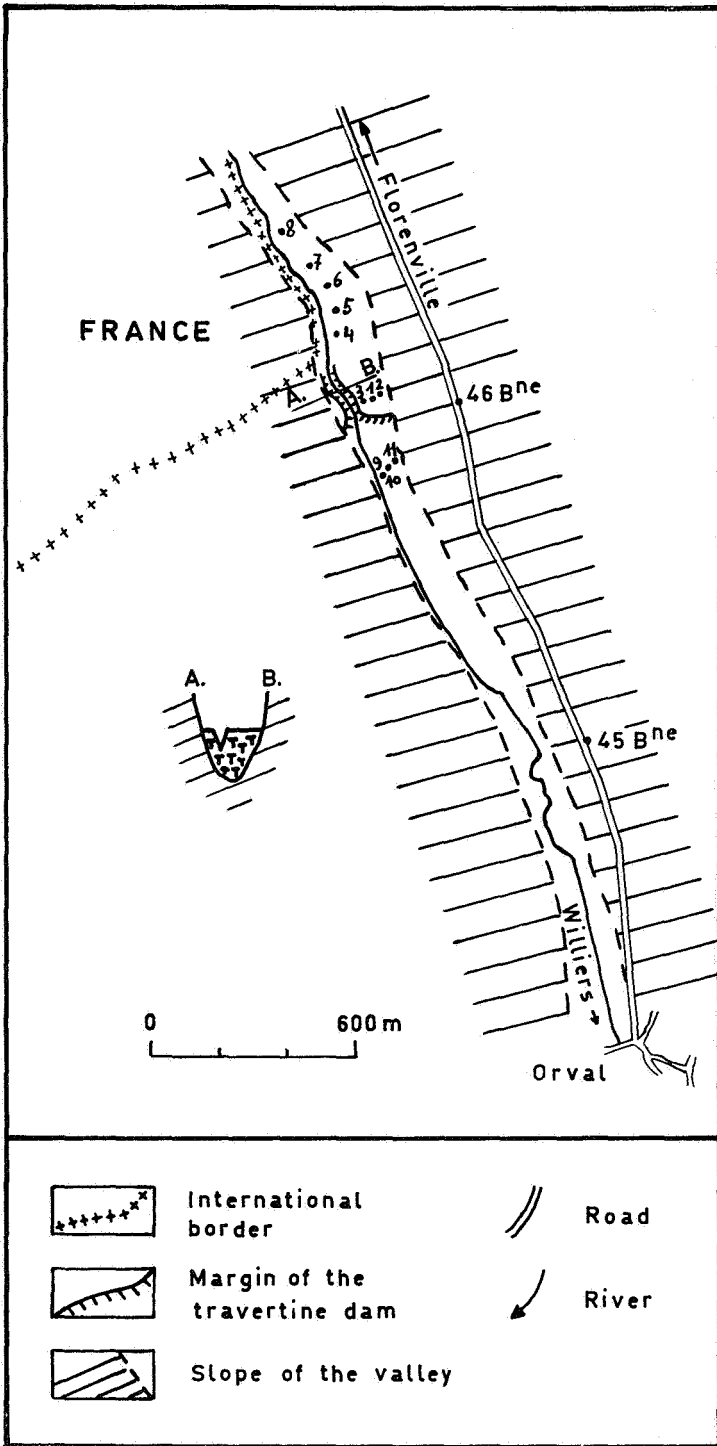 Florenville
8
7
6
5
FRANCE
4
B.
A.
3 1 2
46 Bne
11
9
10
A. B.
T T T T T T T T
45 Bne
Williers
0 600 m
Orval
International
border
Road
Margin of the
travertine dam
River
Slope of the valley